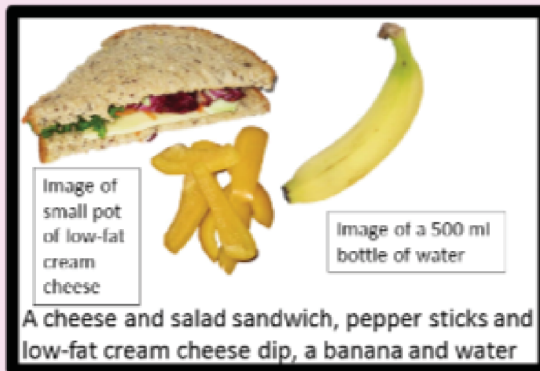 Image of
small pot
of low-fat
cream
cheese
Image of a 500 ml
bottle of water
A cheese and salad sandwich, pepper sticks and
low-fat cream cheese dip, a banana and water